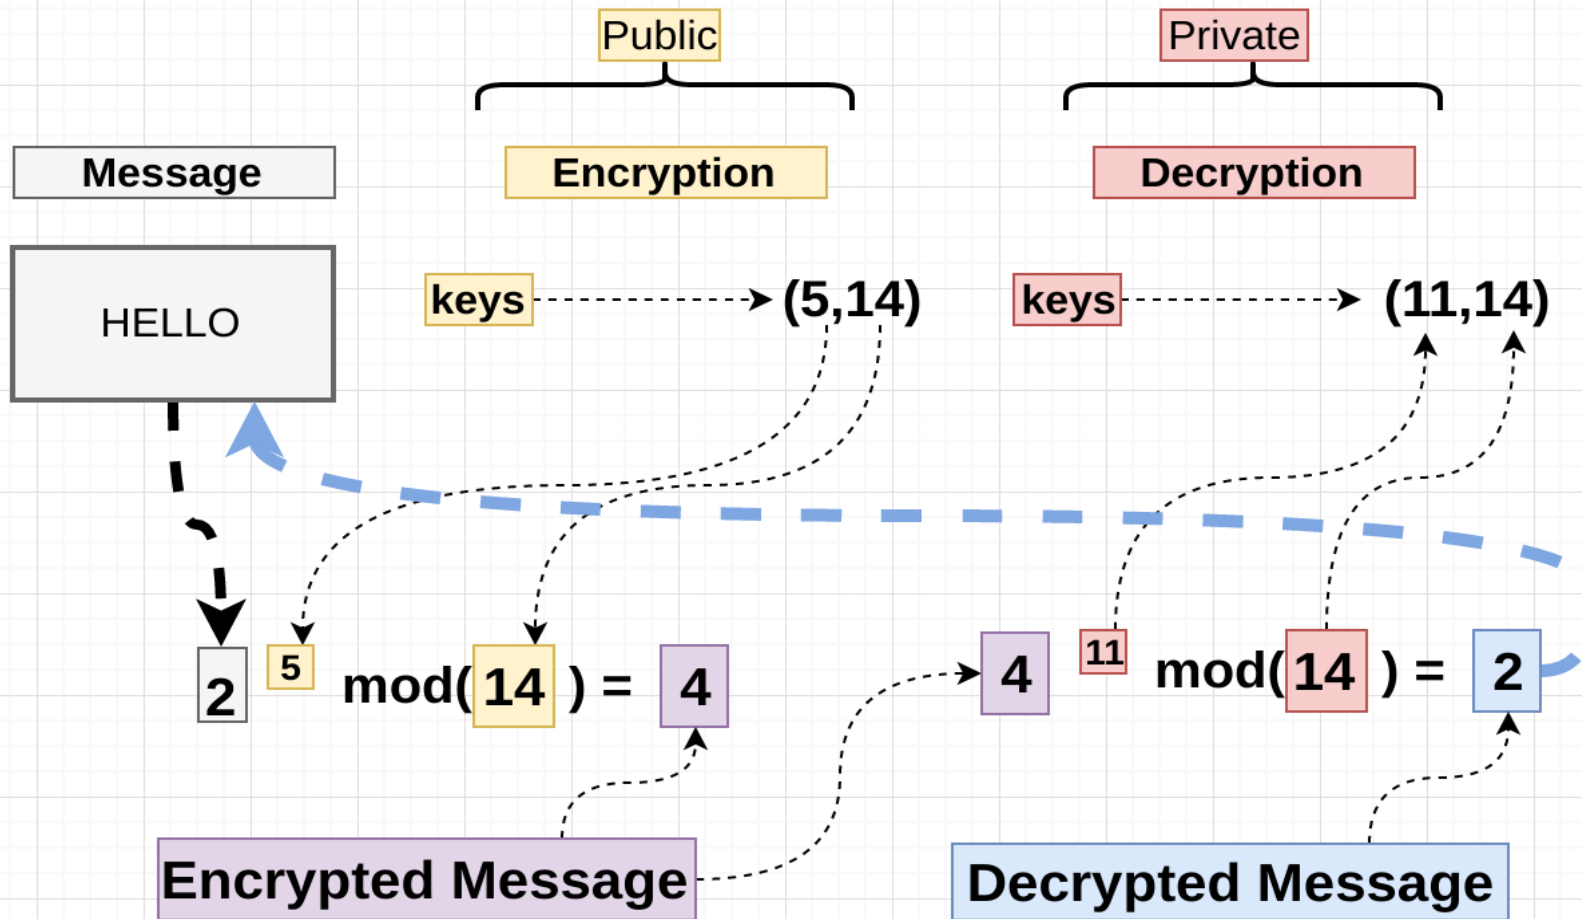 Public
Private
Message
Encryption
Decryption
HELLO
keys
(5,14)
keys
(11,14)
2 5 mod( 14 ) = 4
4 11 mod( 14 ) = 2
Encrypted Message
Decrypted Message